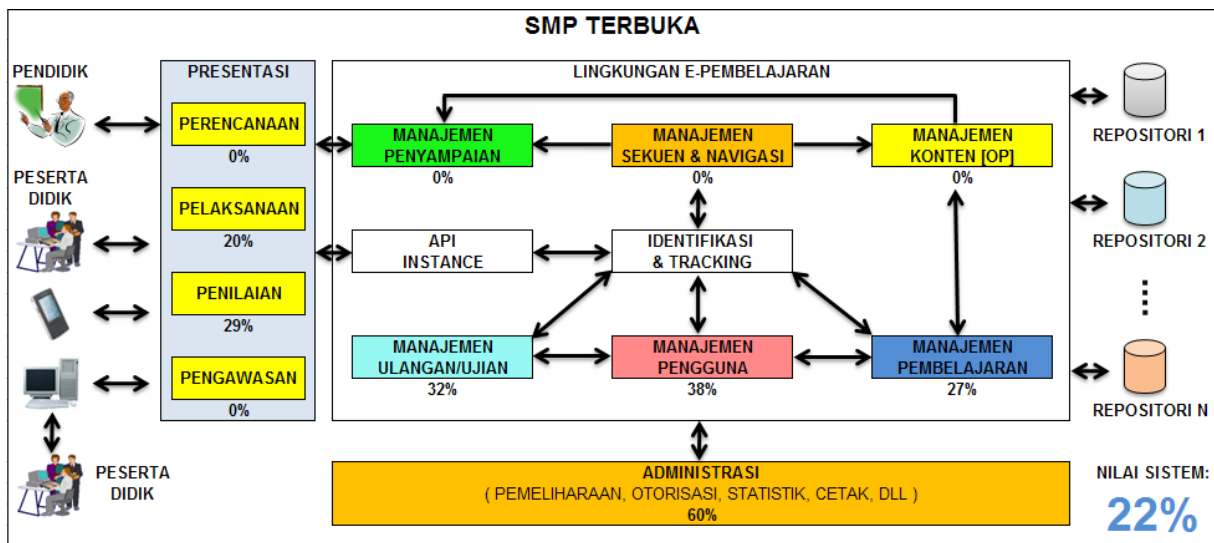 SMP TERBUKA
PENDIDIK
PRESENTASI
LINGKUNGAN E-PEMBELAJARAN
PERENCANAAN
0%
MANAJEMEN
PENYAMPAIAN
0%
MANAJEMEN
SEKUEN & NAVIGASI
0%
MANAJEMEN
KONTEN [OP]
0%
REPOSITORI 1
PESERTA
DIDIK
PELAKSANAAN
20%
API
INSTANCE
IDENTIFIKASI
& TRACKING
REPOSITORI 2
PENILAIAN
29%
MANAJEMEN
ULANGAN/UJIAN
32%
MANAJEMEN
PENGGUNA
38%
MANAJEMEN
PEMBELAJARAN
27%
PENGAWASAN
0%
REPOSITORI N
PESERTA
DIDIK
ADMINISTRASI
( PEMELIHARAAN, OTORISASI, STATISTIK, CETAK, DLL )
60%
NILAI SISTEM:
22%